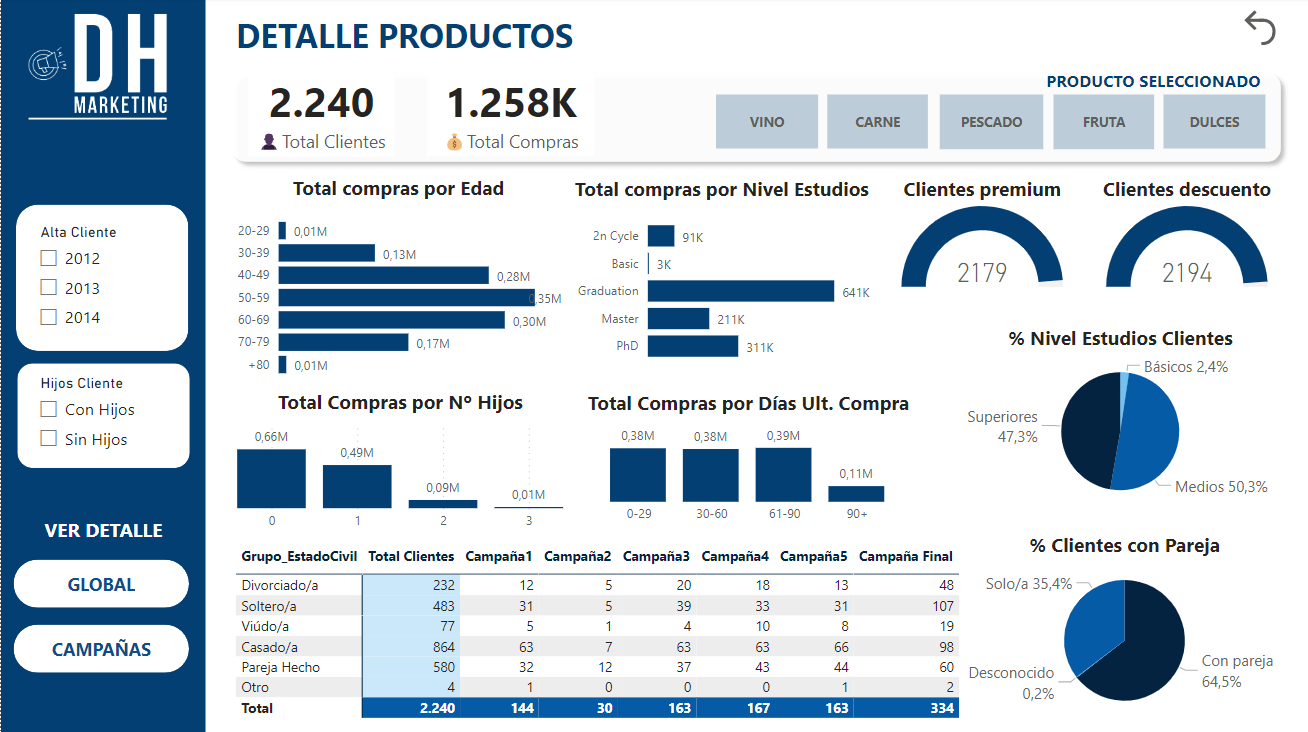 DH
MARKETING
DETALLE PRODUCTOS
2.240
Total Clientes
1.258K
Total Compras
PRODUCTO SELECCIONADO
VINO CARNE PESCADO FRUTA DULCES
Alta Cliente
2012
2013
2014
Hijos Cliente
Con Hijos
Sin Hijos
VER DETALLE
GLOBAL
CAMPAÑAS
Total compras por Edad
20-29 0,01M
30-39 0,13M
40-49 0,28M
50-59 0,35M
60-69 0,30M
70-79 0,17M
+80 0,01M
Total compras por Nivel Estudios
2n Cycle 91K
Basic 3K
Graduation 641K
Master 211K
PhD 311K
Clientes premium
2179
Clientes descuento
2194
% Nivel Estudios Clientes
Básicos 2,4%
Superiores
47,3%
Medios 50,3%
Total Compras por Nº Hijos
0,66M 0,49M 0,09M 0,01M
0 1 2 3
Total Compras por Días Ult. Compra
0,38M 0,38M 0,39M 0,11M
0-29 30-60 61-90 90+
Grupo_EstadoCivil Total Clientes Campaña1 Campaña2 Campaña3 Campaña4 Campaña5 Campaña Final
Divorciado/a 232 12 5 20 18 13 48
Soltero/a 483 31 5 39 33 31 107
Viúdo/a 77 5 1 4 10 8 19
Casado/a 864 63 7 63 63 66 98
Pareja Hecho 580 32 12 37 43 44 60
Otro 4 1 0 0 0 1 2
Total 2.240 144 30 163 167 163 334
% Clientes con Pareja
Solo/a 35,4%
Desconocido
0,2%
Con pareja
64,5%